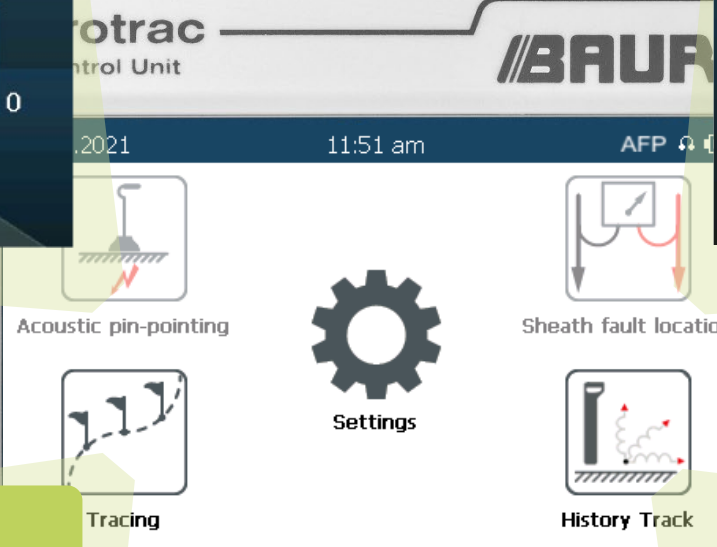 rotrac
BAUR
ntrol Unit
0
.2021
11:51 am
AFP
Acoustic pin-pointing
Sheath fault locatio
Settings
Tracing
History Track